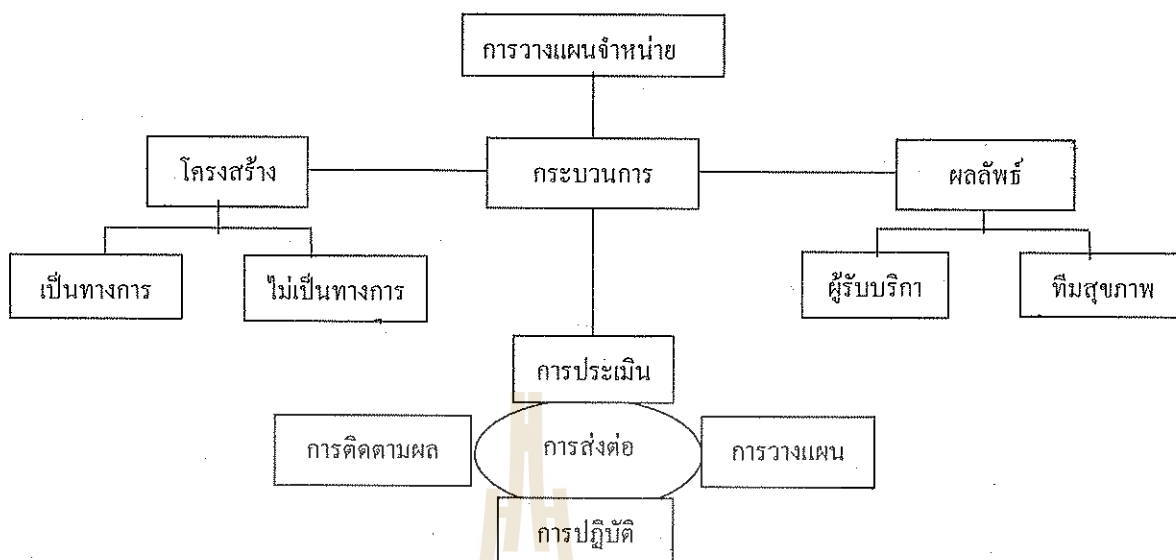 การวางแผนจำหน่าย
โครงสร้าง
กระบวนการ
ผลลัพธ์
เป็นทางการ
ไม่เป็นทางการ
ผู้รับบริกา
ทีมสุขภาพ
การประเมิน
การติดตามผล
การส่งต่อ
การวางแผน
การปฏิบัติ